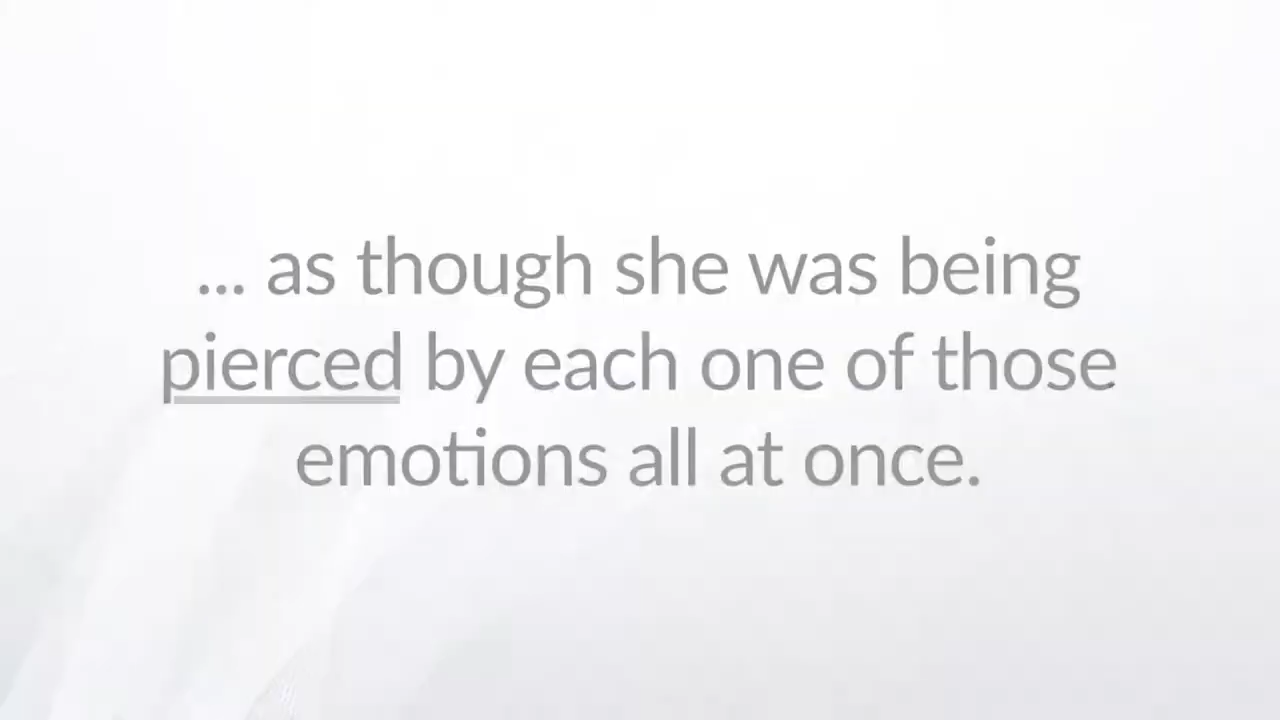 ... as though she was being
pierced by each one of those
emotions all at once.